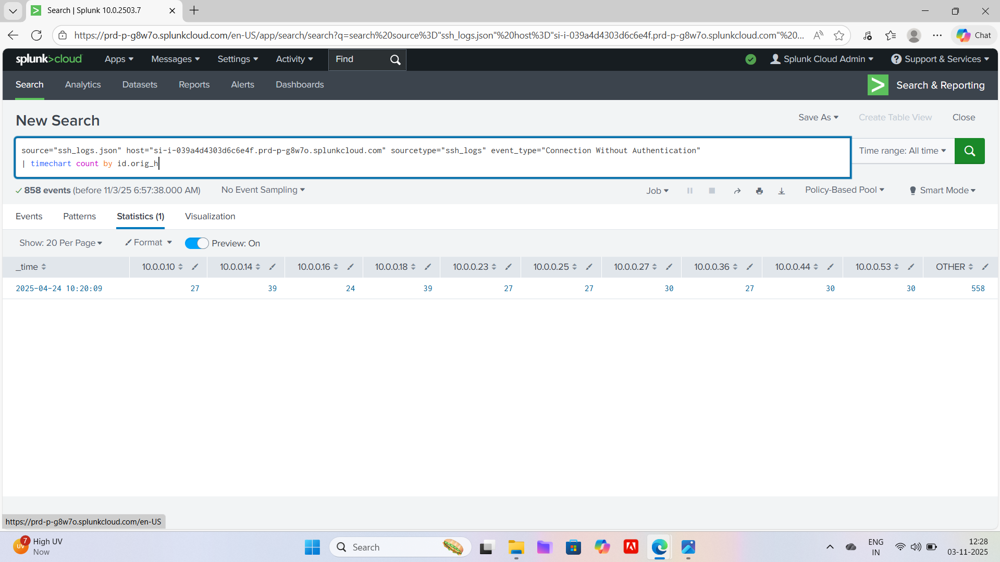 Search | Splunk 10.0.2503.7
https://prd-p-g8w7o.splunkcloud.com/en-US/app/search/search?q=search%20source%3D"ssh_logs.json"%20host%3D"si-i-039a4d4303d6c6e4f.prd-p-g8w7o.splunkcloud.com"%20...
Chat
splunk>cloud Apps Messages Settings Activity Find Splunk Cloud Admin ? Support & Services
Search Analytics Datasets Reports Alerts Dashboards > Search & Reporting
New Search
Save As Create Table View Close
source="ssh_logs.json" host="si-i-039a4d4303d6c6e4f.prd-p-g8w7o.splunkcloud.com" sourcetype="ssh_logs" event_type="Connection Without Authentication"
| timechart count by id.orig_h
Time range: All time
858 events (before 11/3/25 6:57:38.000 AM) No Event Sampling Job Policy-Based Pool Smart Mode
Events Patterns Statistics (1) Visualization
Show: 20 Per Page Format Preview: On
_time 10.0.0.10 10.0.0.14 10.0.0.16 10.0.0.18 10.0.0.23 10.0.0.25 10.0.0.27 10.0.0.36 10.0.0.44 10.0.0.53 OTHER
2025-04-24 10:20:09 27 39 24 39 27 27 30 27 30 30 558
https://prd-p-g8w7o.splunkcloud.com/en-US
7 UV High UV
Now
Search
ENG
IN
12:28
03-11-2025